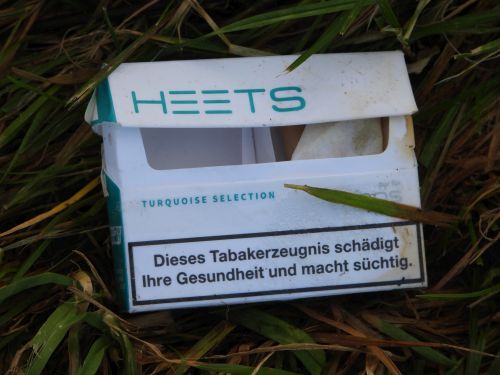 HEETS
TURQUOISE SELECTION
Dieses Tabakerzeugnis schädigt
Ihre Gesundheit und macht süchtig.